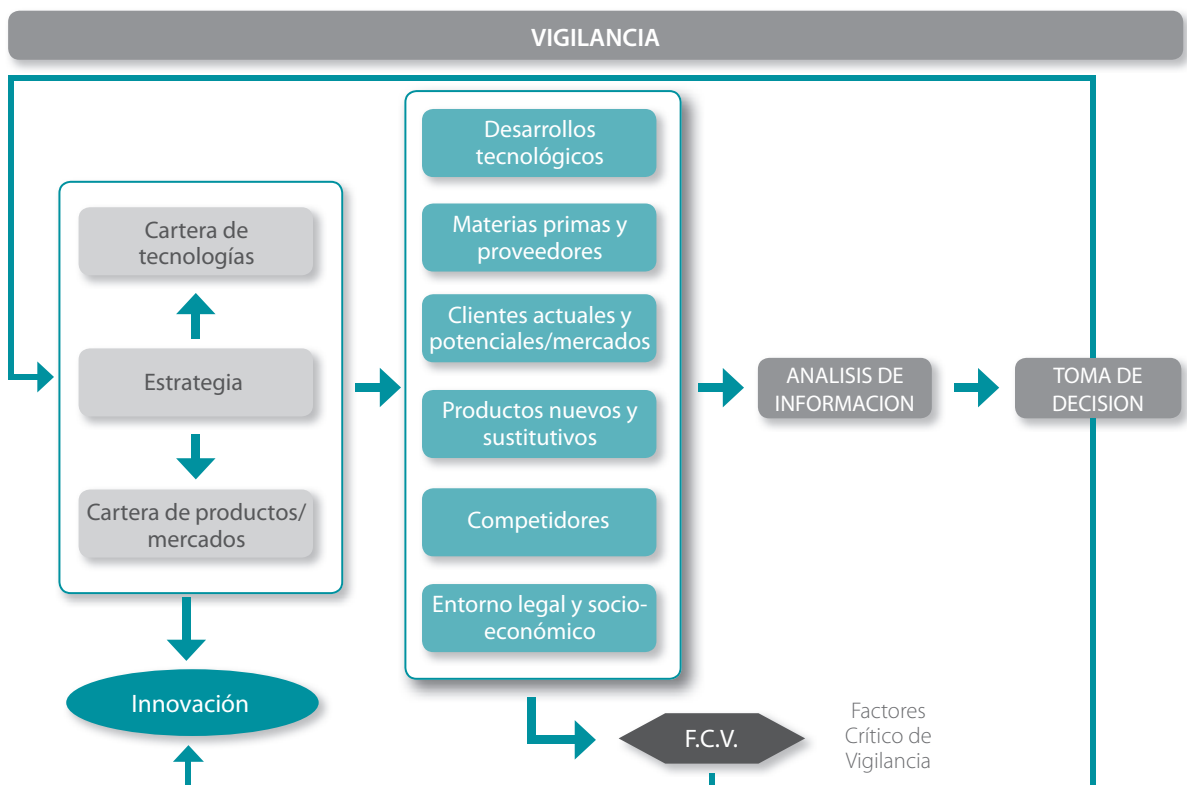 VIGILANCIA
Cartera de
tecnologías
Estrategia
Cartera de productos/
mercados
Innovación
Desarrollos
tecnológicos
Materias primas y
proveedores
Clientes actuales y
potenciales/mercados
Productos nuevos y
sustitutivos
Competidores
Entorno legal y socio-
económico
ANALISIS DE
INFORMACION
TOMA DE
DECISION
F.C.V.
Factores
Crítico de
Vigilancia